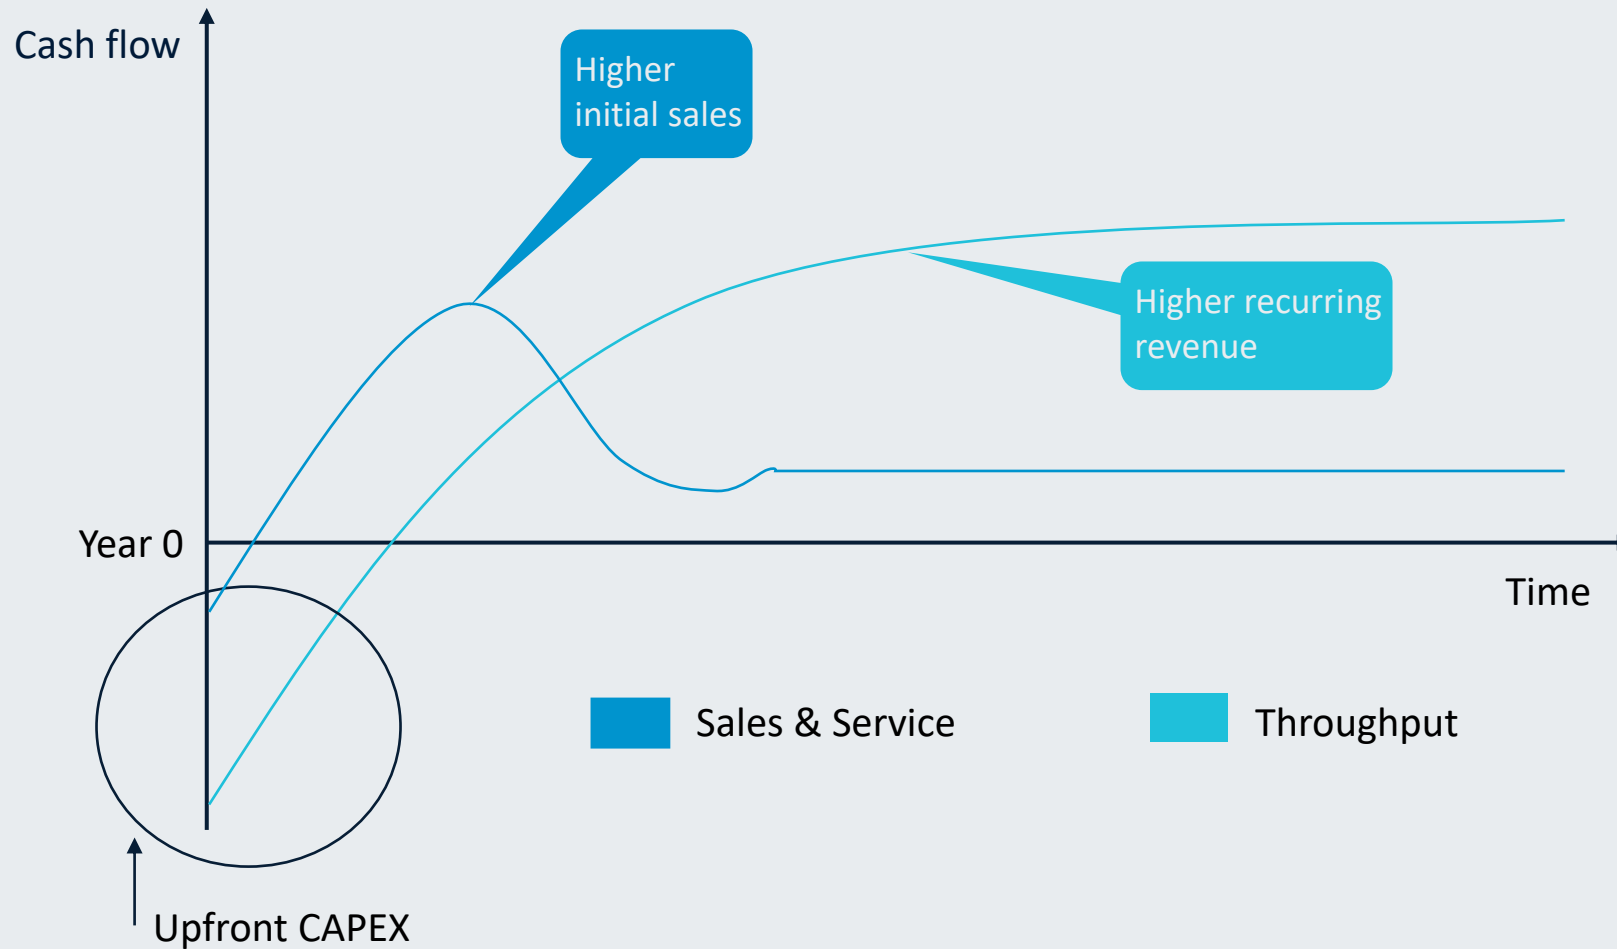 Cash flow
Higher
initial sales
Higher recurring
revenue
Year 0
Time
Sales & Service
Throughput
Upfront CAPEX